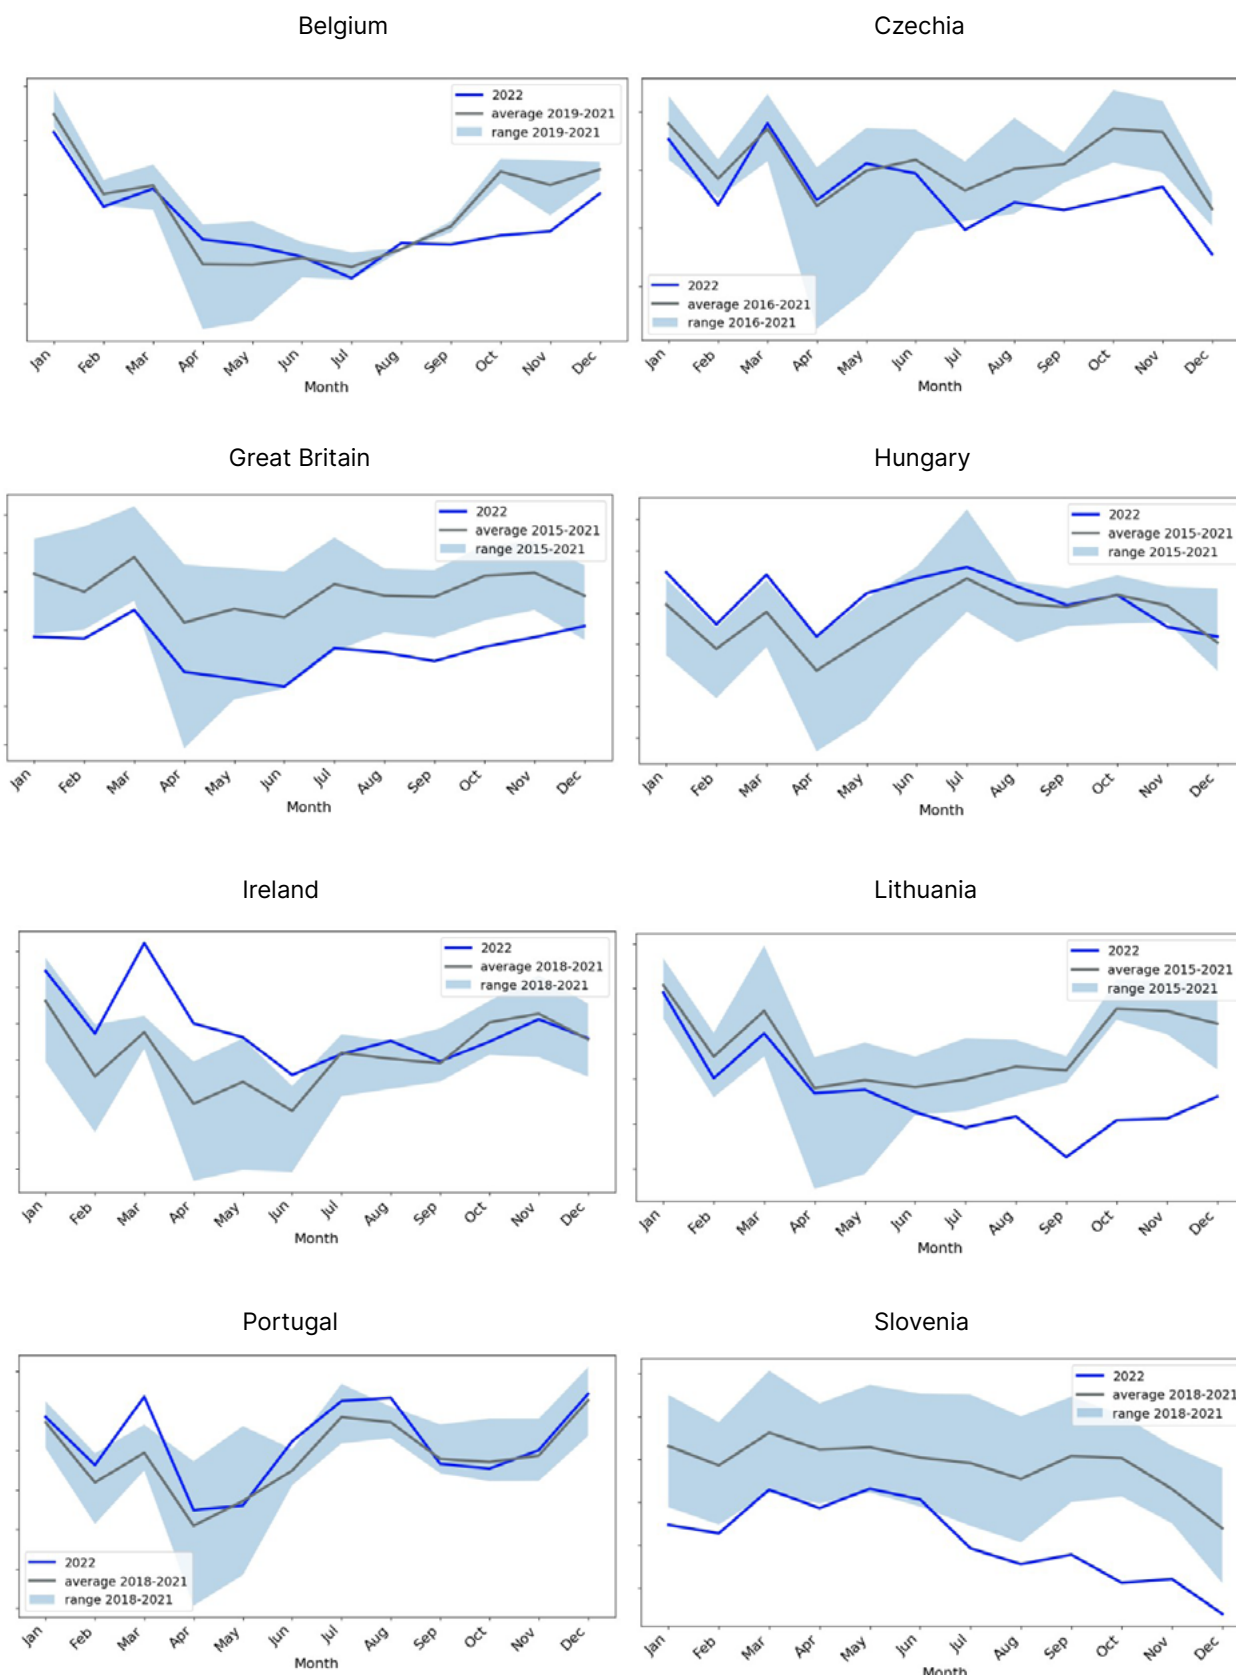 Belgium
2022
average 2019-2021
range 2019-2021
Jan Feb Mar Apr May Jun Jul Aug Sep Oct Nov Dec
Month
Czechia
2022
average 2016-2021
range 2016-2021
Jan Feb Mar Apr May Jun Jul Aug Sep Oct Nov Dec
Month
Great Britain
2022
average 2015-2021
range 2015-2021
Jan Feb Mar Apr May Jun Jul Aug Sep Oct Nov Dec
Month
Hungary
2022
average 2015-2021
range 2015-2021
Jan Feb Mar Apr May Jun Jul Aug Sep Oct Nov Dec
Month
Ireland
2022
average 2018-2021
range 2018-2021
Jan Feb Mar Apr May Jun Jul Aug Sep Oct Nov Dec
Month
Lithuania
2022
average 2015-2021
range 2015-2021
Jan Feb Mar Apr May Jun Jul Aug Sep Oct Nov Dec
Month
Portugal
2022
average 2018-2021
range 2018-2021
Jan Feb Mar Apr May Jun Jul Aug Sep Oct Nov Dec
Month
Slovenia
2022
average 2018-2021
range 2018-2021
Jan Feb Mar Apr May Jun Jul Aug Sep Oct Nov Dec
Month